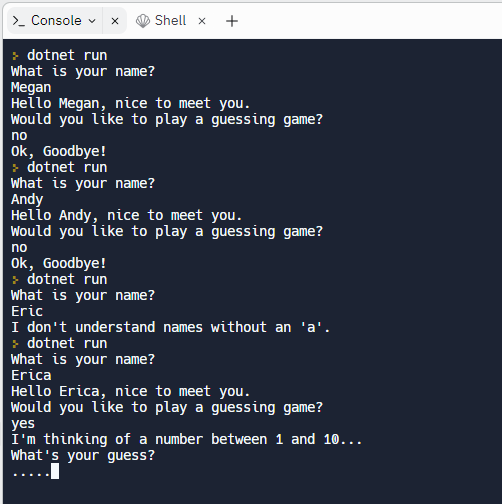 Console
Shell
dotnet run
What is your name?
Megan
Hello Megan, nice to meet you.
Would you like to play a guessing game?
no
Ok, Goodbye!
dotnet run
What is your name?
Andy
Hello Andy, nice to meet you.
Would you like to play a guessing game?
no
Ok, Goodbye!
dotnet run
What is your name?
Eric
I don't understand names without an 'a'.
dotnet run
What is your name?
Erica
Hello Erica, nice to meet you.
Would you like to play a guessing game?
yes
I'm thinking of a number between 1 and 10...
What's your guess?
.....